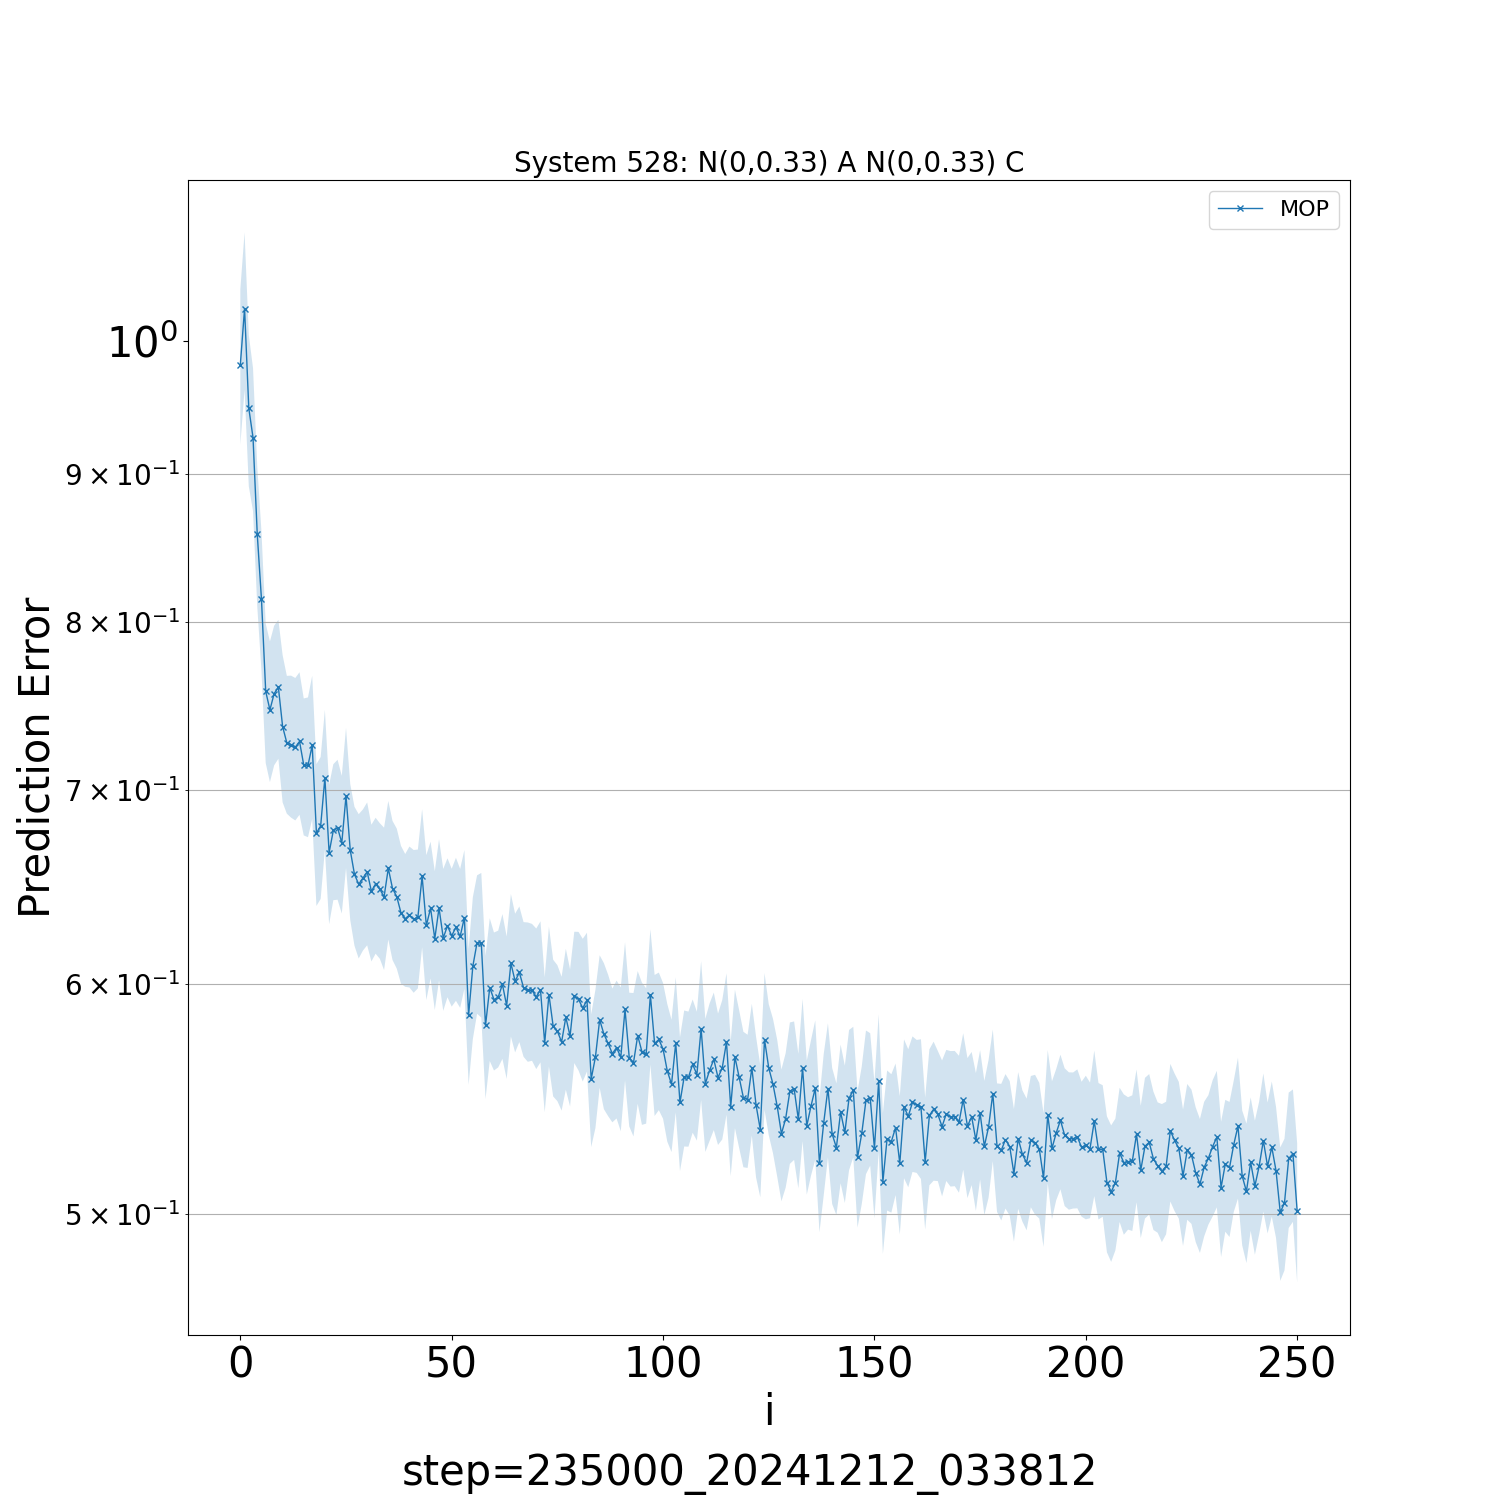 System 528: N(0,0.33) A N(0,0.33) C
MOP
10⁰
9 × 10⁻¹
8 × 10⁻¹
7 × 10⁻¹
6 × 10⁻¹
5 × 10⁻¹
Prediction Error
0 50 100 150 200 250
i
step=235000_20241212_033812